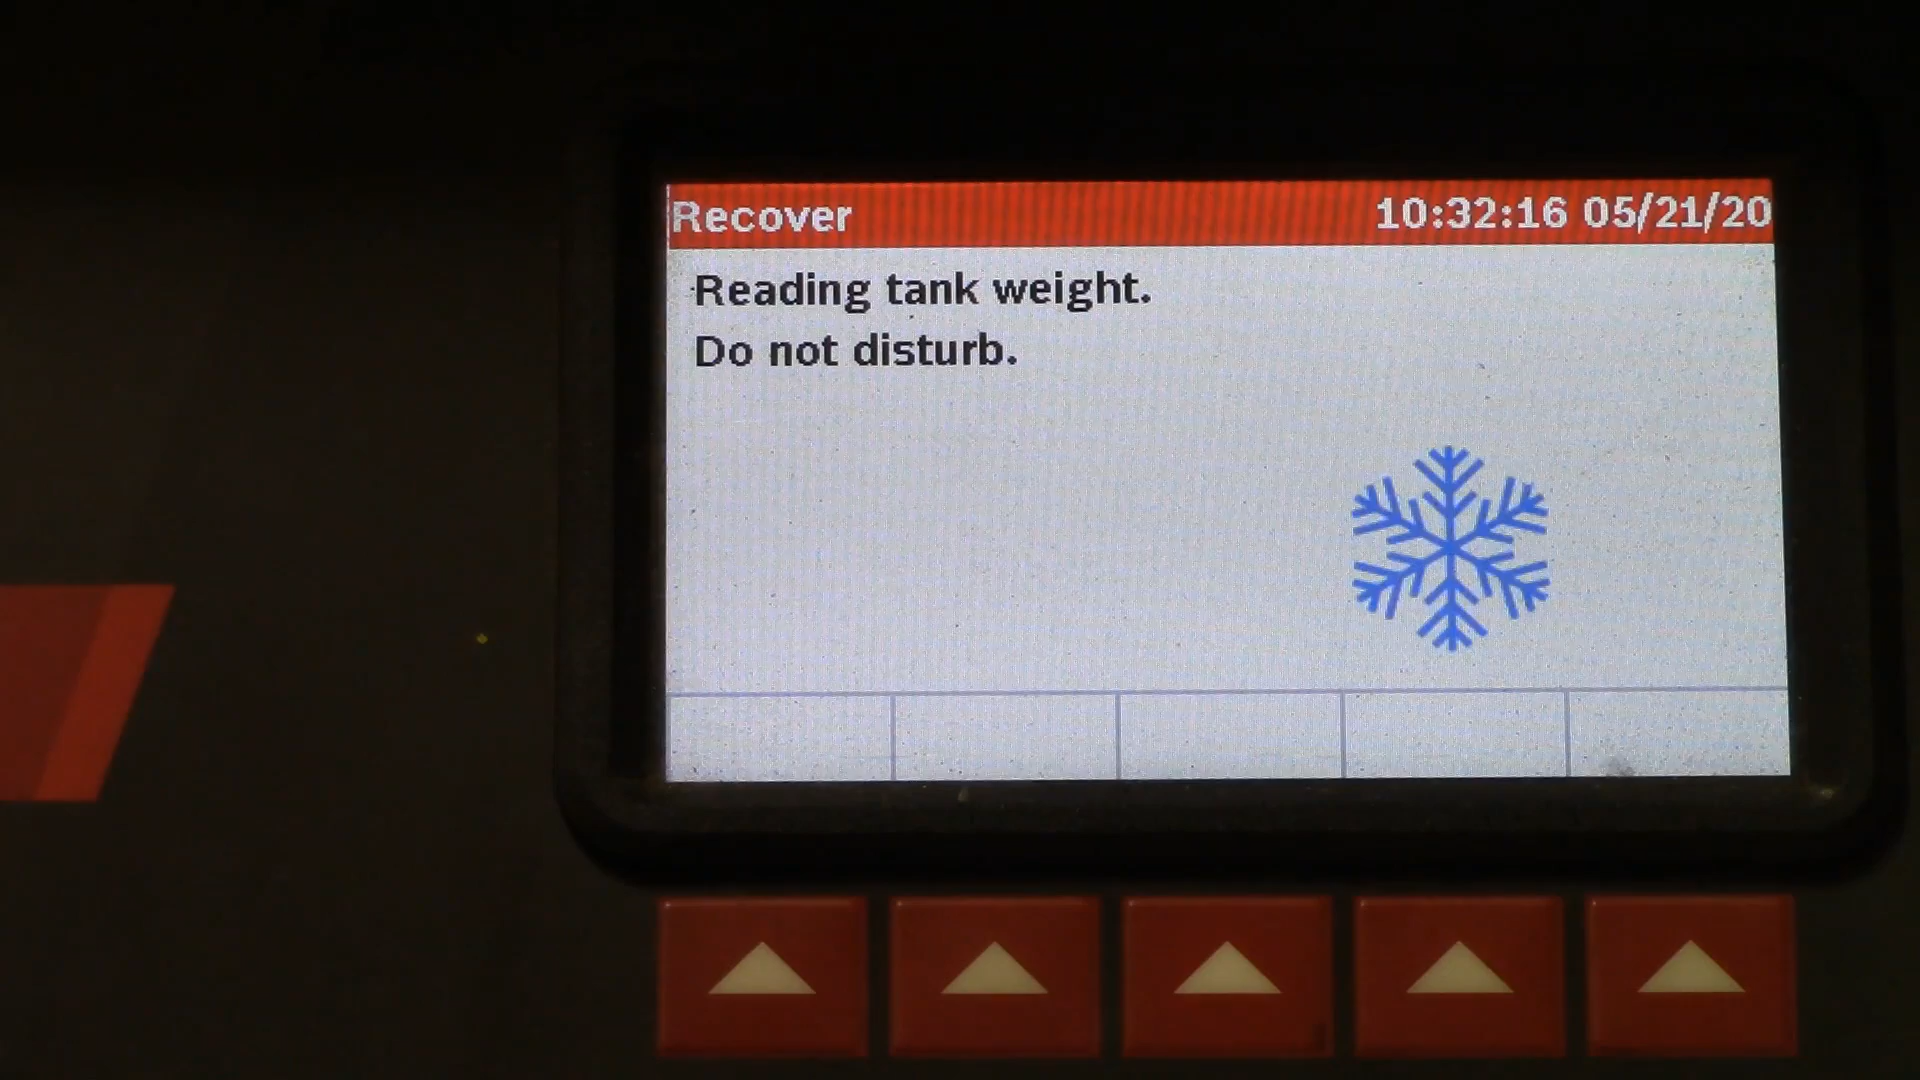 Recover 10:32:16 05/21/20
Reading tank weight.
Do not disturb.